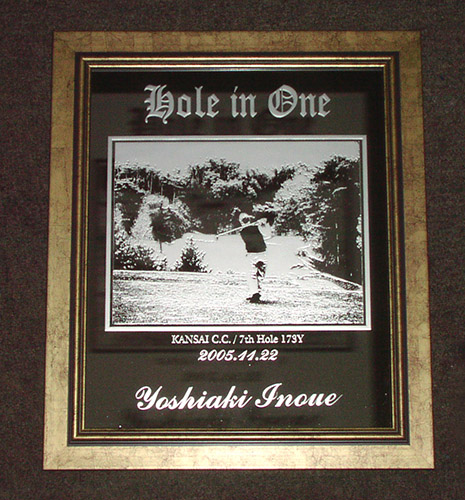 Hole in One
KANSAI C.C. / 7th Hole 173Y
2005.11.22
Yoshiaki Inoue